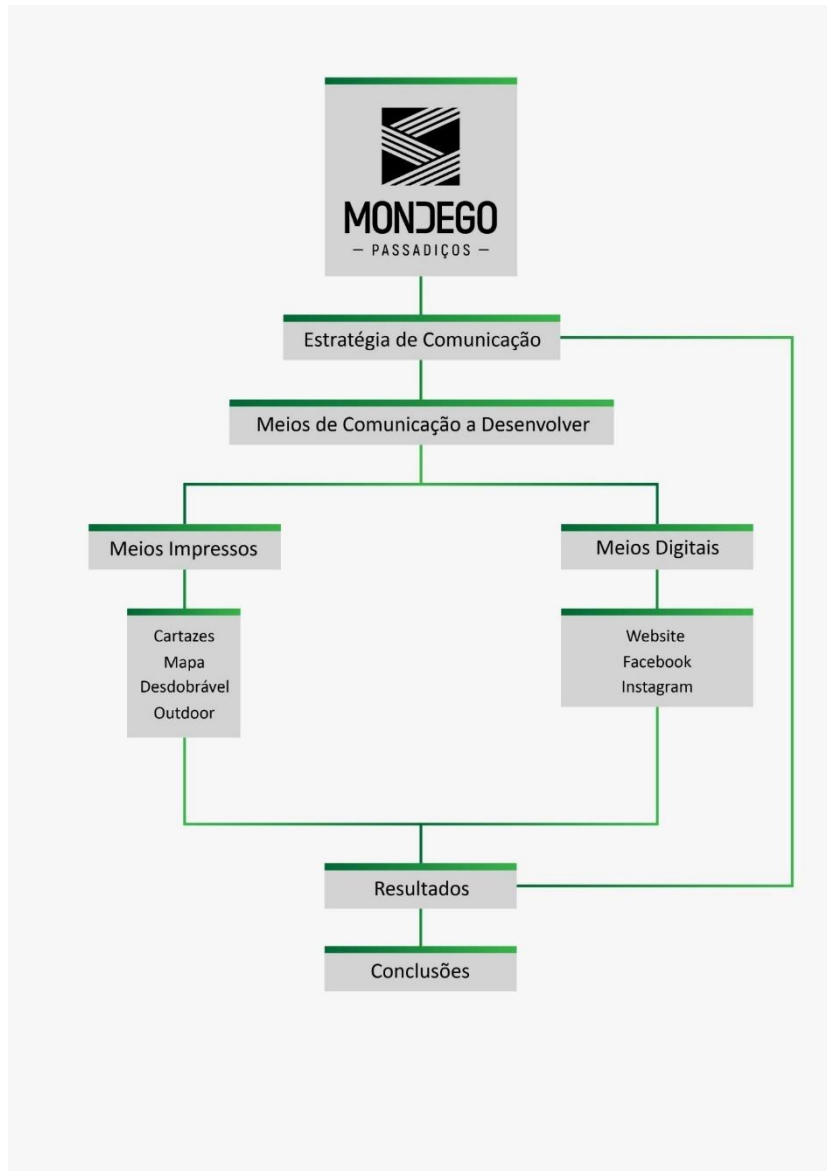 MONDEGO
– PASSADIÇOS –
Estratégia de Comunicação
Meios de Comunicação a Desenvolver
Meios Impressos
Meios Digitais
Cartazes
Mapa
Desdobrável
Outdoor
Website
Facebook
Instagram
Resultados
Conclusões